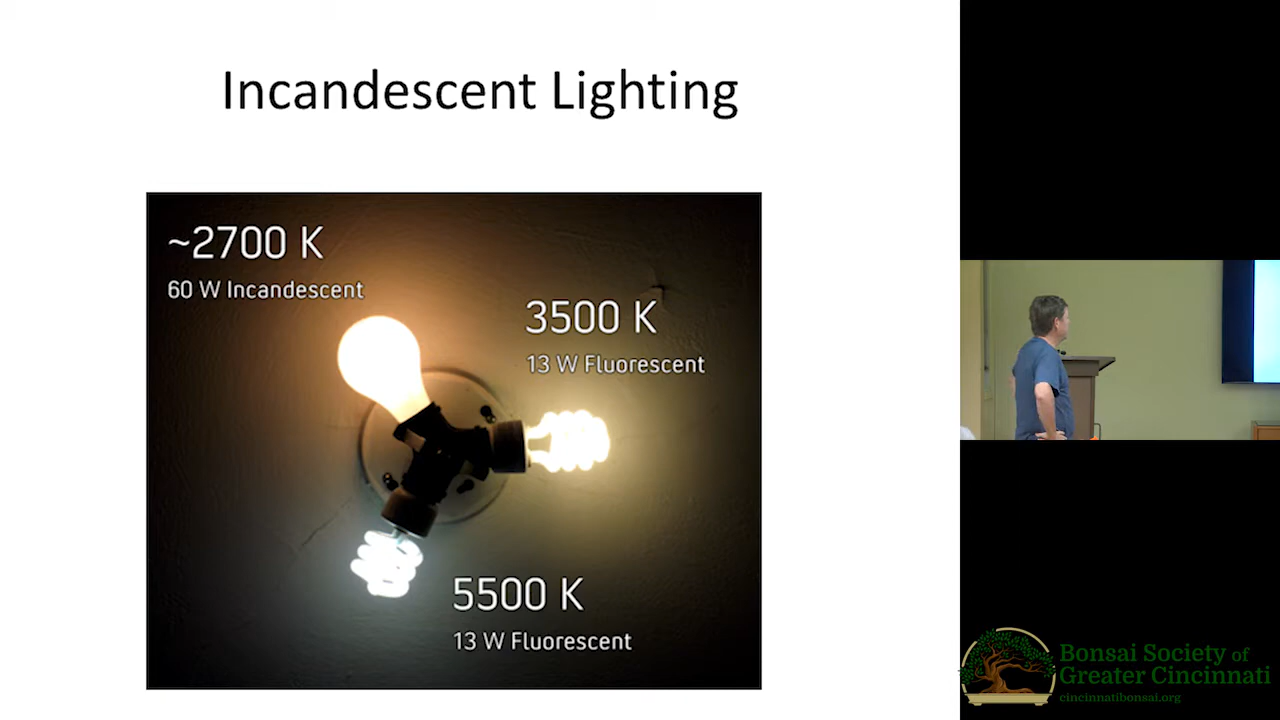 Incandescent Lighting
~2700 K
60 W Incandescent
3500 K
13 W Fluorescent
5500 K
13 W Fluorescent
Bonsai Society of
Greater Cincinnati
cincinnatibonsai.org